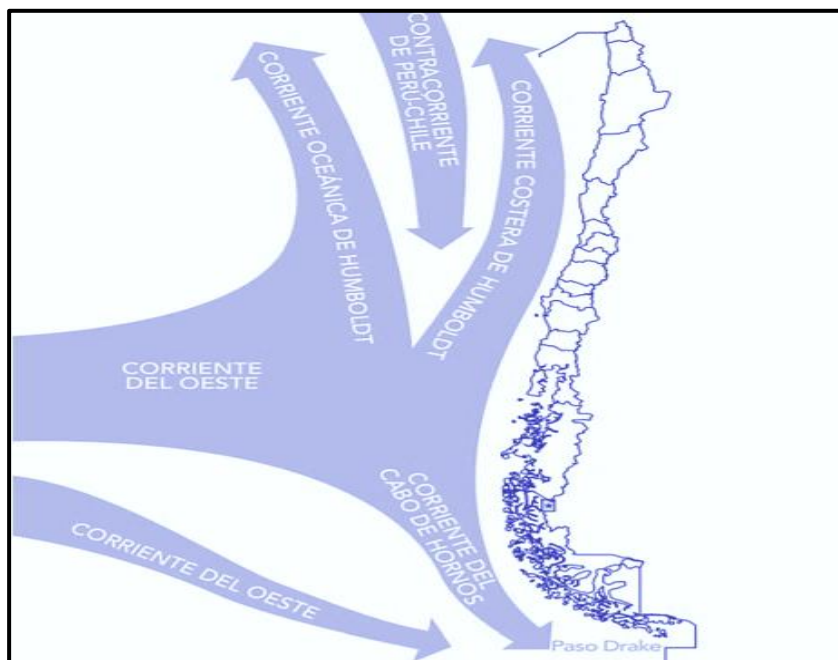 CONTRACORRIENTE
DE PERÚ-CHILE
CORRIENTE OCEÁNICA DE HUMBOLDT
CORRIENTE COSTERA DE HUMBOLDT
CORRIENTE
DEL OESTE
CORRIENTE DEL
CABO DE HORNOS
CORRIENTE DEL OESTE
Paso Drake